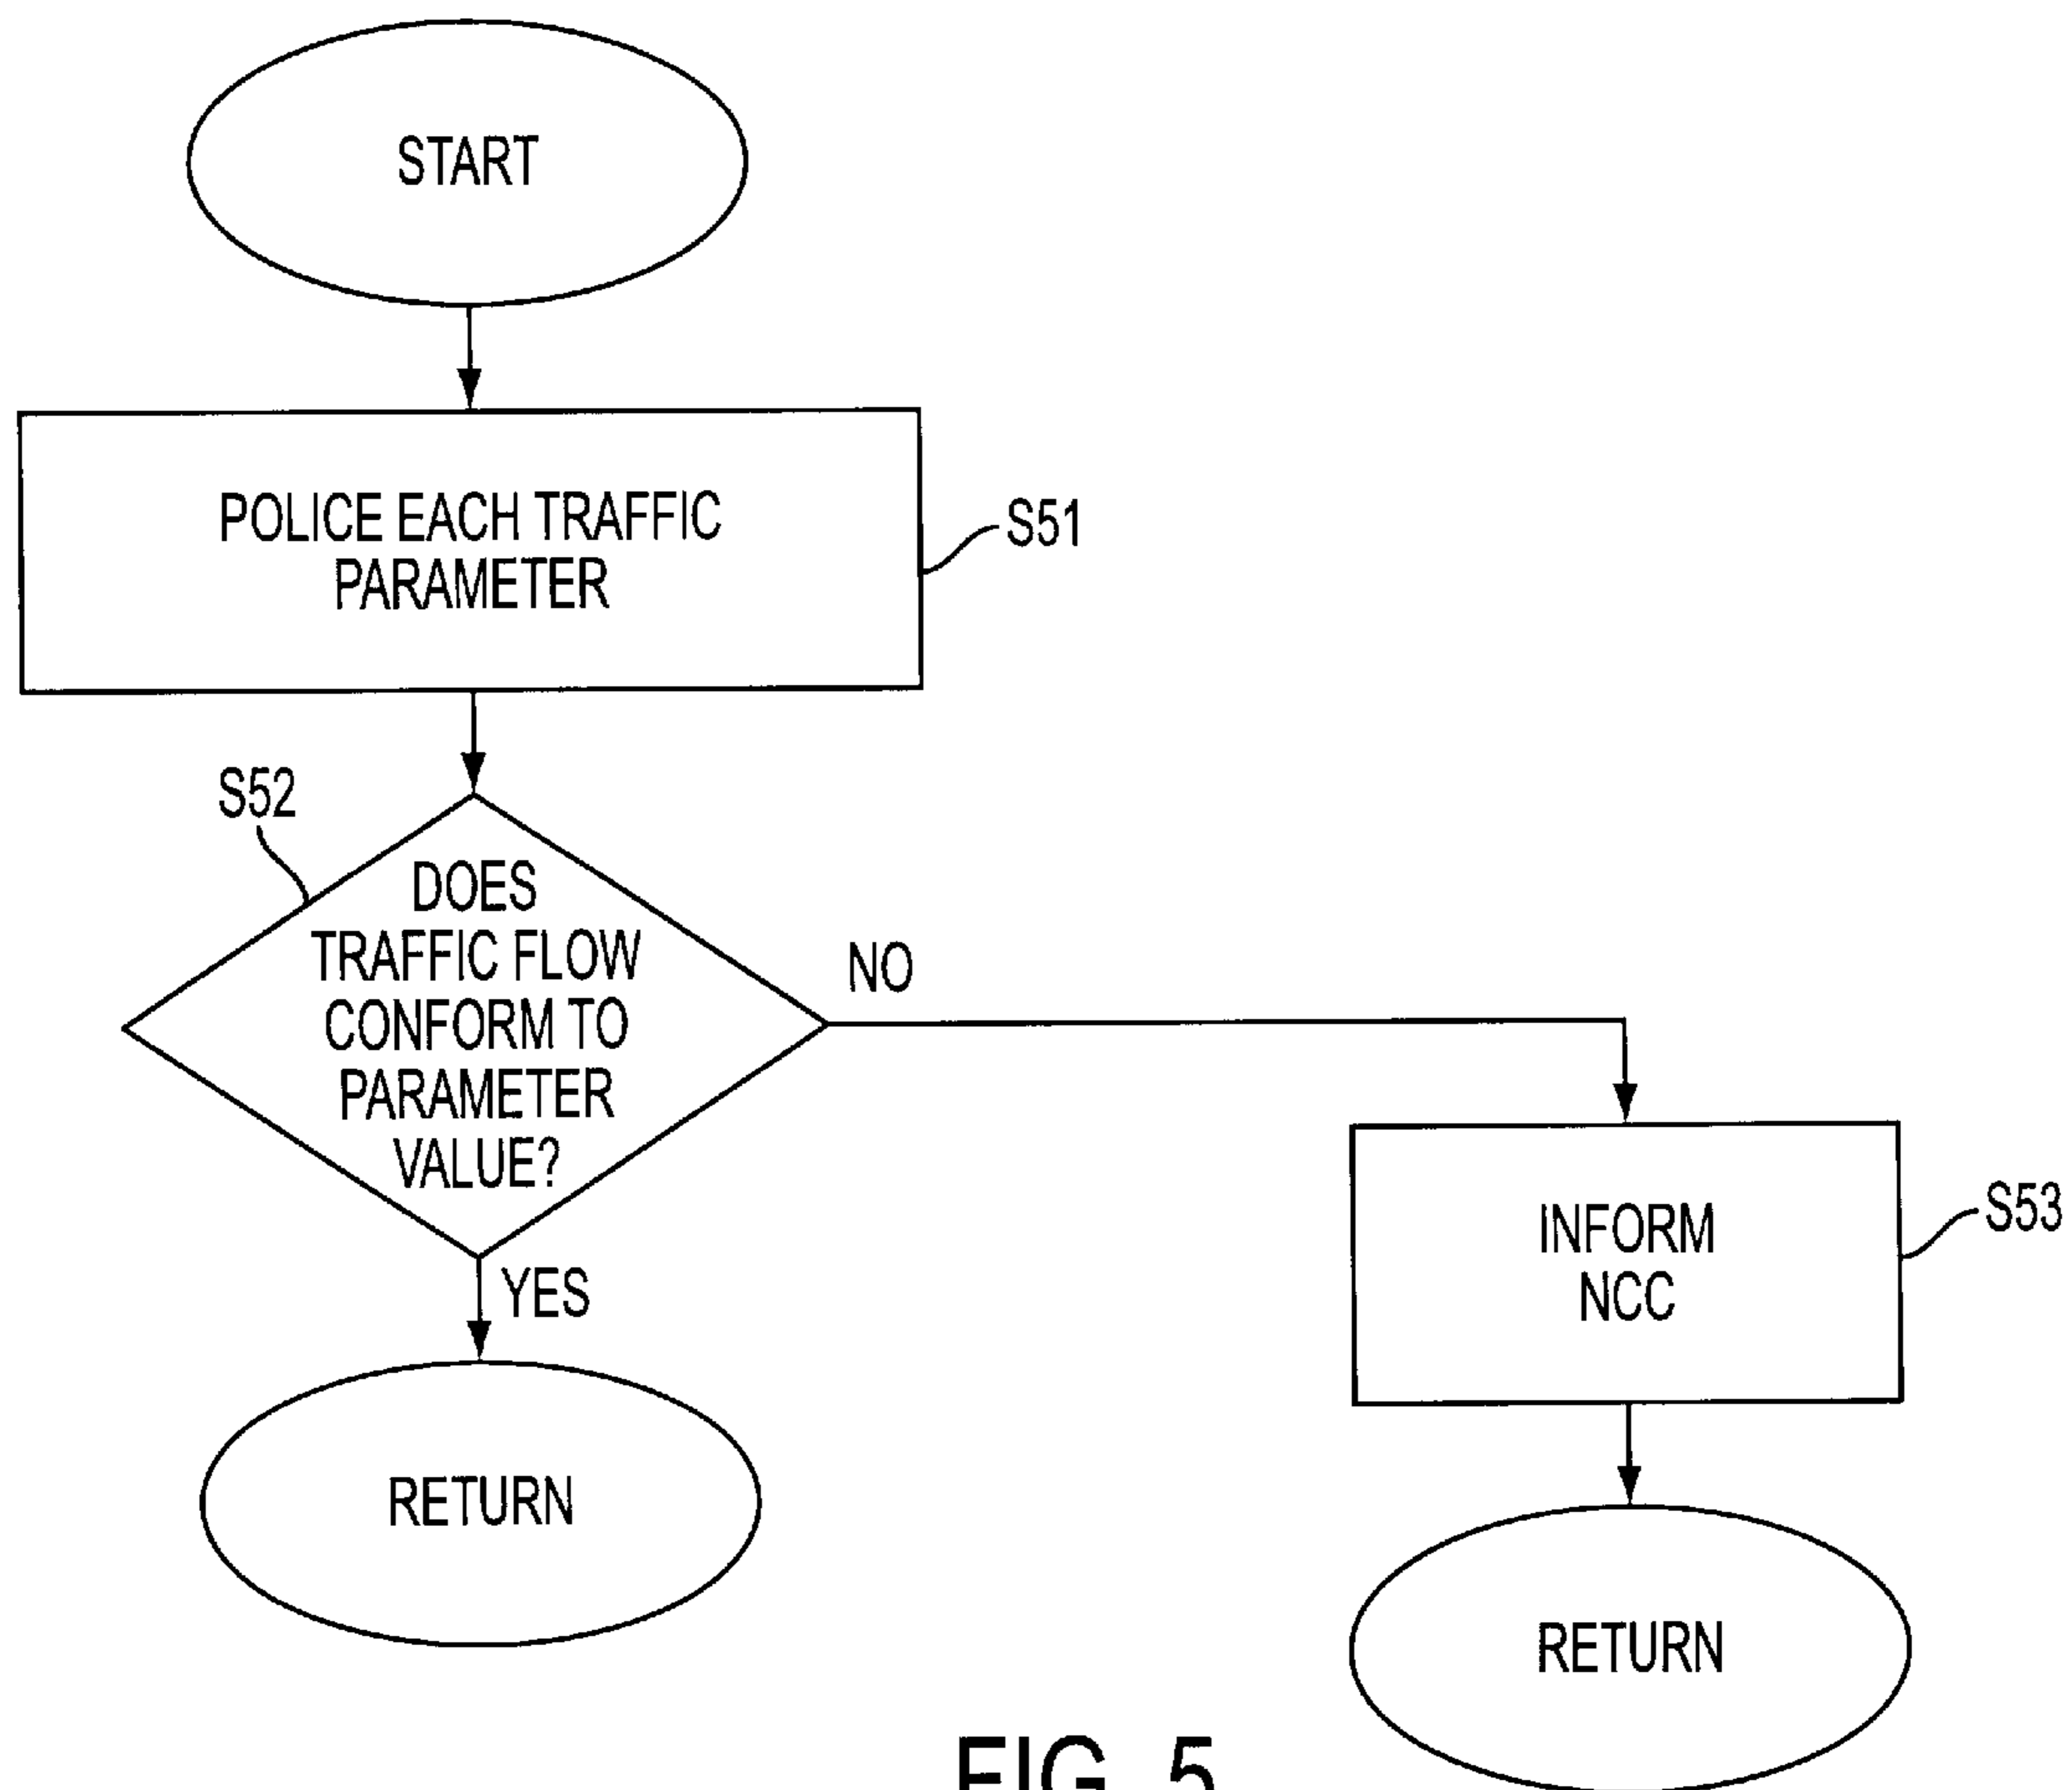 START
POLICE EACH TRAFFIC
PARAMETER
S51
S52
DOES
TRAFFIC FLOW
CONFORM TO
PARAMETER
VALUE?
NO
YES
INFORM
NCC
S53
RETURN
RETURN
FIG. 5